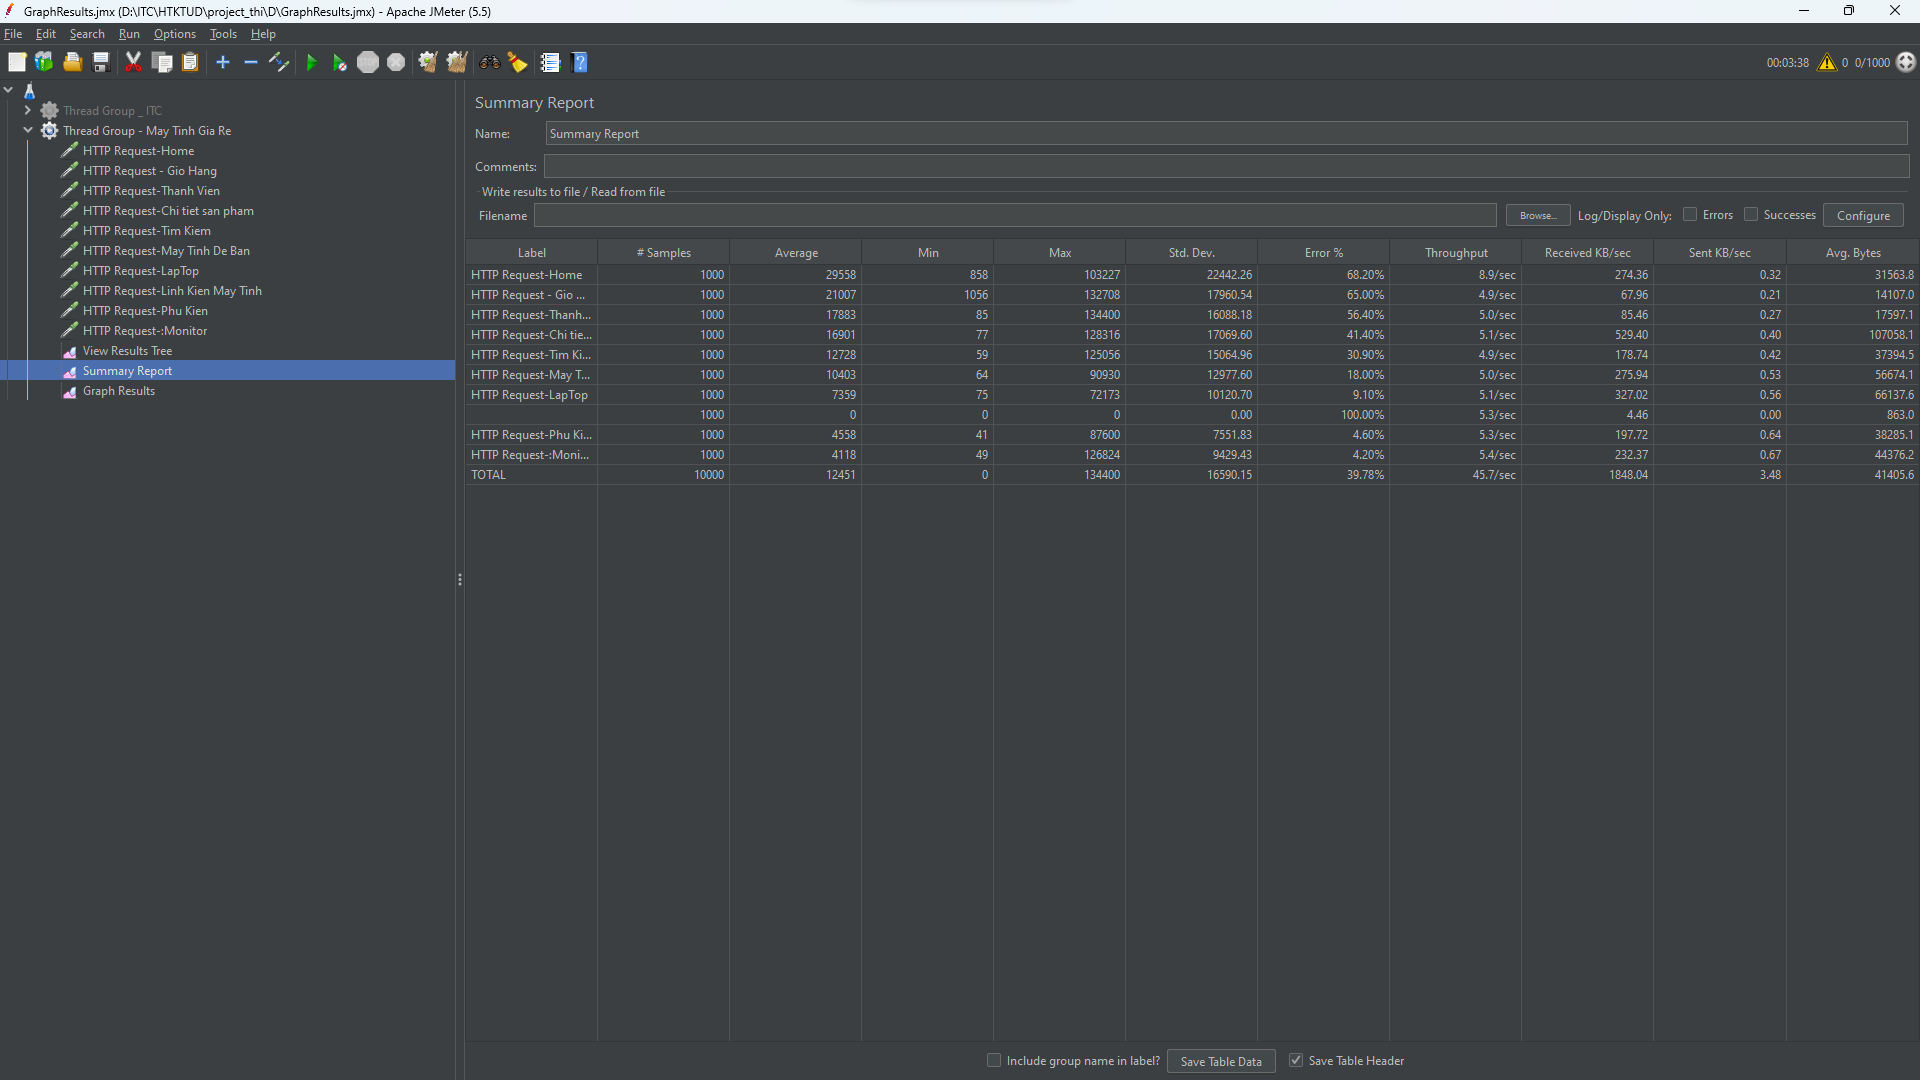 GraphResults.jmx (D:\ITC\HTKTUD\project_thi\D\GraphResults.jmx) - Apache JMeter (5.5)
File Edit Search Run Options Tools Help
00:03:38 0 0/1000
Thread Group _ ITC
Thread Group - May Tinh Gia Re
HTTP Request-Home
HTTP Request - Gio Hang
HTTP Request-Thanh Vien
HTTP Request-Chi tiet san pham
HTTP Request-Tim Kiem
HTTP Request-May Tinh De Ban
HTTP Request-LapTop
HTTP Request-Linh Kien May Tinh
HTTP Request-Phu Kien
HTTP Request-:Monitor
View Results Tree
Summary Report
Graph Results
Summary Report
Name: Summary Report
Comments:
Write results to file / Read from file
Filename Browse... Log/Display Only: Errors Successes Configure
Label # Samples Average Min Max Std. Dev. Error % Throughput Received KB/sec Sent KB/sec Avg. Bytes
HTTP Request-Home 1000 29558 858 103227 22442.26 68.20% 8.9/sec 274.36 0.32 31563.8
HTTP Request - Gio ... 1000 21007 1056 132708 17960.54 65.00% 4.9/sec 67.96 0.21 14107.0
HTTP Request-Thanh... 1000 17883 85 134400 16088.18 56.40% 5.0/sec 85.46 0.27 17597.1
HTTP Request-Chi tie... 1000 16901 77 128316 17069.60 41.40% 5.1/sec 529.40 0.40 107058.1
HTTP Request-Tim Ki... 1000 12728 59 125056 15064.96 30.90% 4.9/sec 178.74 0.42 37394.5
HTTP Request-May T... 1000 10403 64 90930 12977.60 18.00% 5.0/sec 275.94 0.53 56674.1
HTTP Request-LapTop 1000 7359 75 72173 10120.70 9.10% 5.1/sec 327.02 0.56 66137.6
1000 0 0 0 0.00 100.00% 5.3/sec 4.46 0.00 863.0
HTTP Request-Phu Ki... 1000 4558 41 87600 7551.83 4.60% 5.3/sec 197.72 0.64 38285.1
HTTP Request-:Moni... 1000 4118 49 126824 9429.43 4.20% 5.4/sec 232.37 0.67 44376.2
TOTAL 10000 12451 0 134400 16590.15 39.78% 45.7/sec 1848.04 3.48 41405.6
Include group name in label? Save Table Data Save Table Header